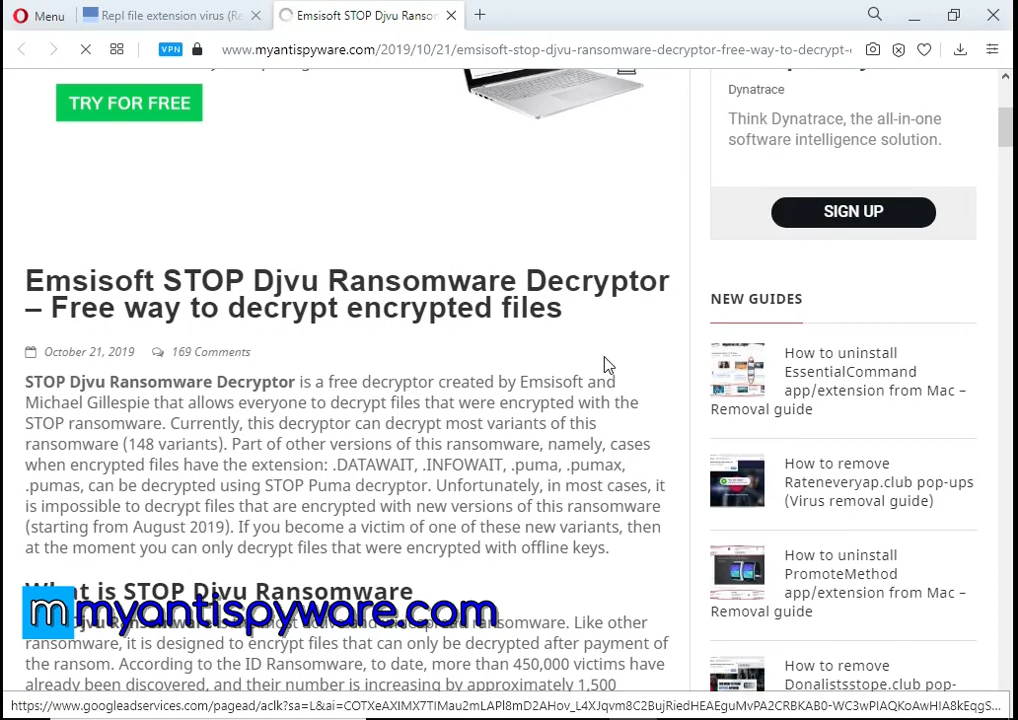 Menu
Repl file extension virus (Re
Emsisoft STOP Djvu Ransom
VPN
www.myantispyware.com/2019/10/21/emsisoft-stop-djvu-ransomware-decryptor-free-way-to-decrypt-
TRY FOR FREE
Dynatrace
Think Dynatrace, the all-in-one
software intelligence solution.
SIGN UP
Emsisoft STOP Djvu Ransomware Decryptor
– Free way to decrypt encrypted files
October 21, 2019 169 Comments
STOP Djvu Ransomware Decryptor is a free decryptor created by Emsisoft and
Michael Gillespie that allows everyone to decrypt files that were encrypted with the
STOP ransomware. Currently, this decryptor can decrypt most variants of this
ransomware (148 variants). Part of other versions of this ransomware, namely, cases
when encrypted files have the extension: .DATAWAIT, .INFOWAIT, .puma, .pumax,
.pumas, can be decrypted using STOP Puma decryptor. Unfortunately, in most cases, it
is impossible to decrypt files that are encrypted with new versions of this ransomware
(starting from August 2019). If you become a victim of one of these new variants, then
at the moment you can only decrypt files that were encrypted with offline keys.
What is STOP Djvu Ransomware
myantispyware.com
ransomware. Like other
ransomware, it is designed to encrypt files that can only be decrypted after payment of
the ransom. According to the ID Ransomware, to date, more than 450,000 victims have
already been discovered, and their number is increasing by approximately 1,500
NEW GUIDES
How to uninstall
EssentialCommand
app/extension from Mac –
Removal guide
How to remove
Rateneveryap.club pop-ups
(Virus removal guide)
How to uninstall
PromoteMethod
app/extension from Mac –
Removal guide
How to remove
Donalistsstope.club pop-